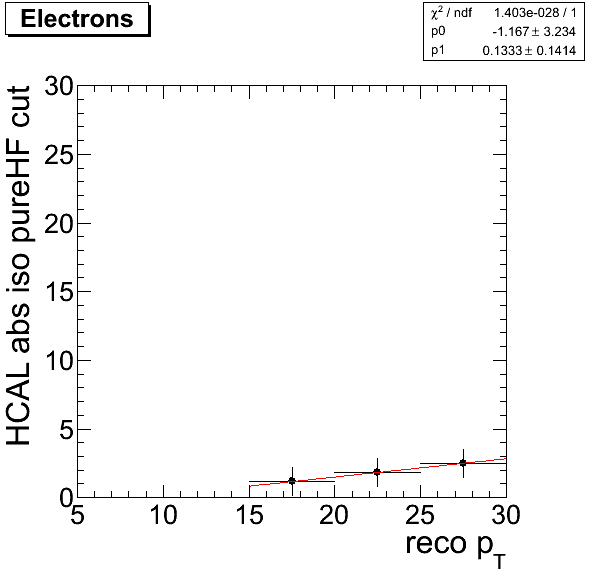 Electrons
χ² / ndf 1.403e-028 / 1
p0 -1.167 ± 3.234
p1 0.1333 ± 0.1414
HCAL abs iso pureHF cut
30
25
20
15
10
5
0
5 10 15 20 25 30
reco p_T